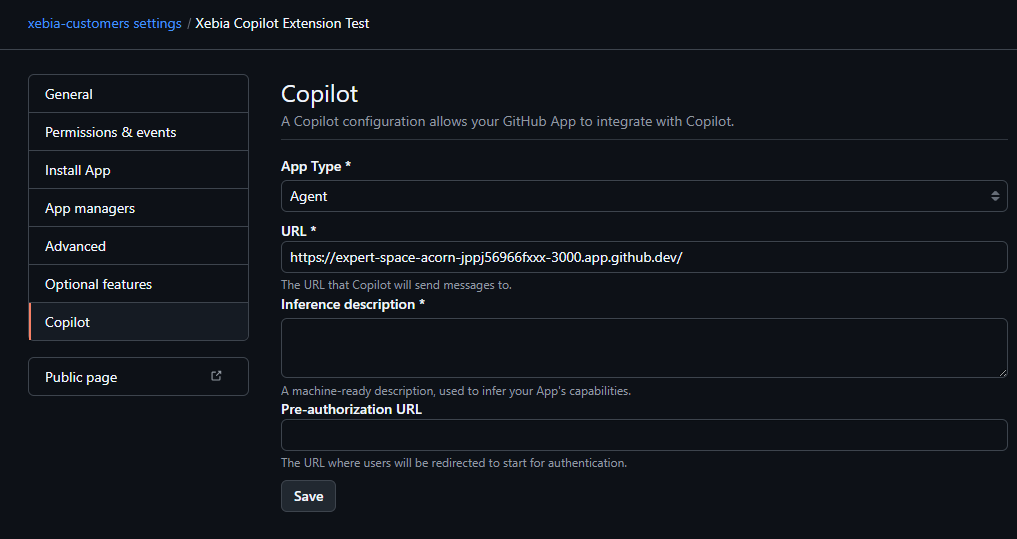 xebia-customers settings / Xebia Copilot Extension Test
General
Permissions & events
Install App
App managers
Advanced
Optional features
Copilot
Public page
Copilot
A Copilot configuration allows your GitHub App to integrate with Copilot.
App Type *
Agent
URL *
https://expert-space-acorn-jppj56966fxxx-3000.app.github.dev/
The URL that Copilot will send messages to.
Inference description *
A machine-ready description, used to infer your App's capabilities.
Pre-authorization URL
The URL where users will be redirected to start for authentication.
Save